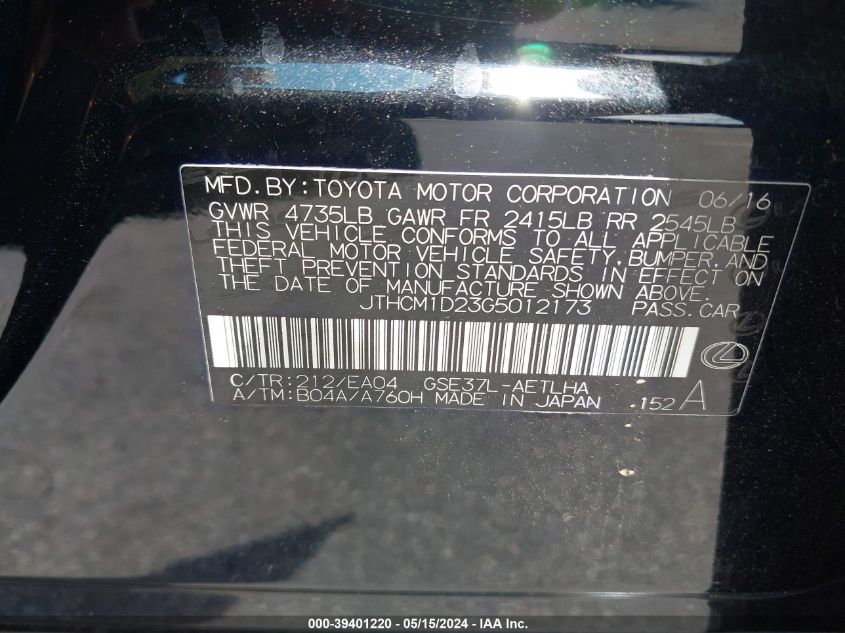 MFD.BY:TOYOTA MOTOR CORPORATION 06/16
GVWR 4735LB GAWR FR 2415LB RR 2545LB
THIS VEHICLE CONFORMS TO ALL APPLICABLE
FEDERAL MOTOR VEHICLE SAFETY,BUMPER,AND
THEFT PREVENTION STANDARDS IN EFFECT ON
THE DATE OF MANUFACTURE SHOWN ABOVE.
JTHCM1D23G5012173 PASS.CAR
C/TR:212/EA04 GSE37L-AETLHA
A/TM:B04A/A760H MADE IN JAPAN .152 A
000-39401220 - 05/15/2024 - IAA Inc.